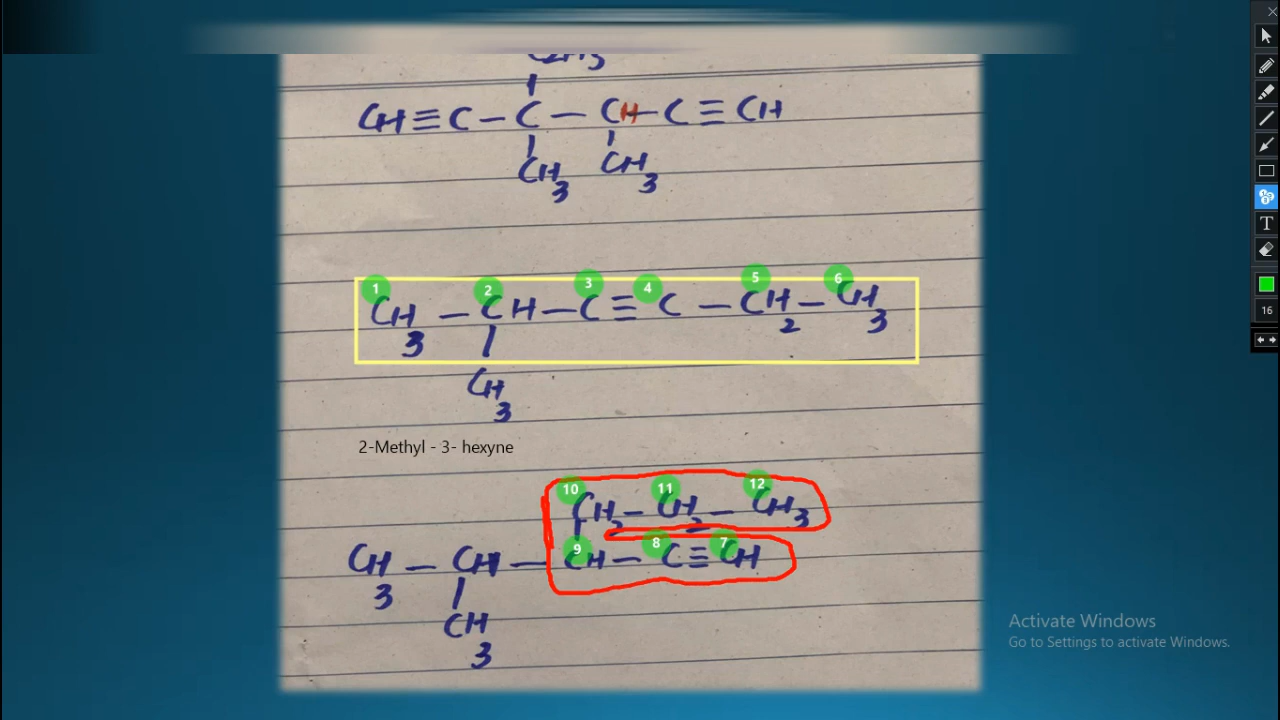 CH≡C-C-CH-C≡CH
CH3 CH3
1 2 3 4 5 6
CH3-CH-C≡C-CH2-CH3
CH3
2-Methyl - 3- hexyne
10 11 12
CH2-CH2-CH3
9 8 7
CH3-CH-CH-C≡CH
CH3
Activate Windows
Go to Settings to activate Windows.
T
16